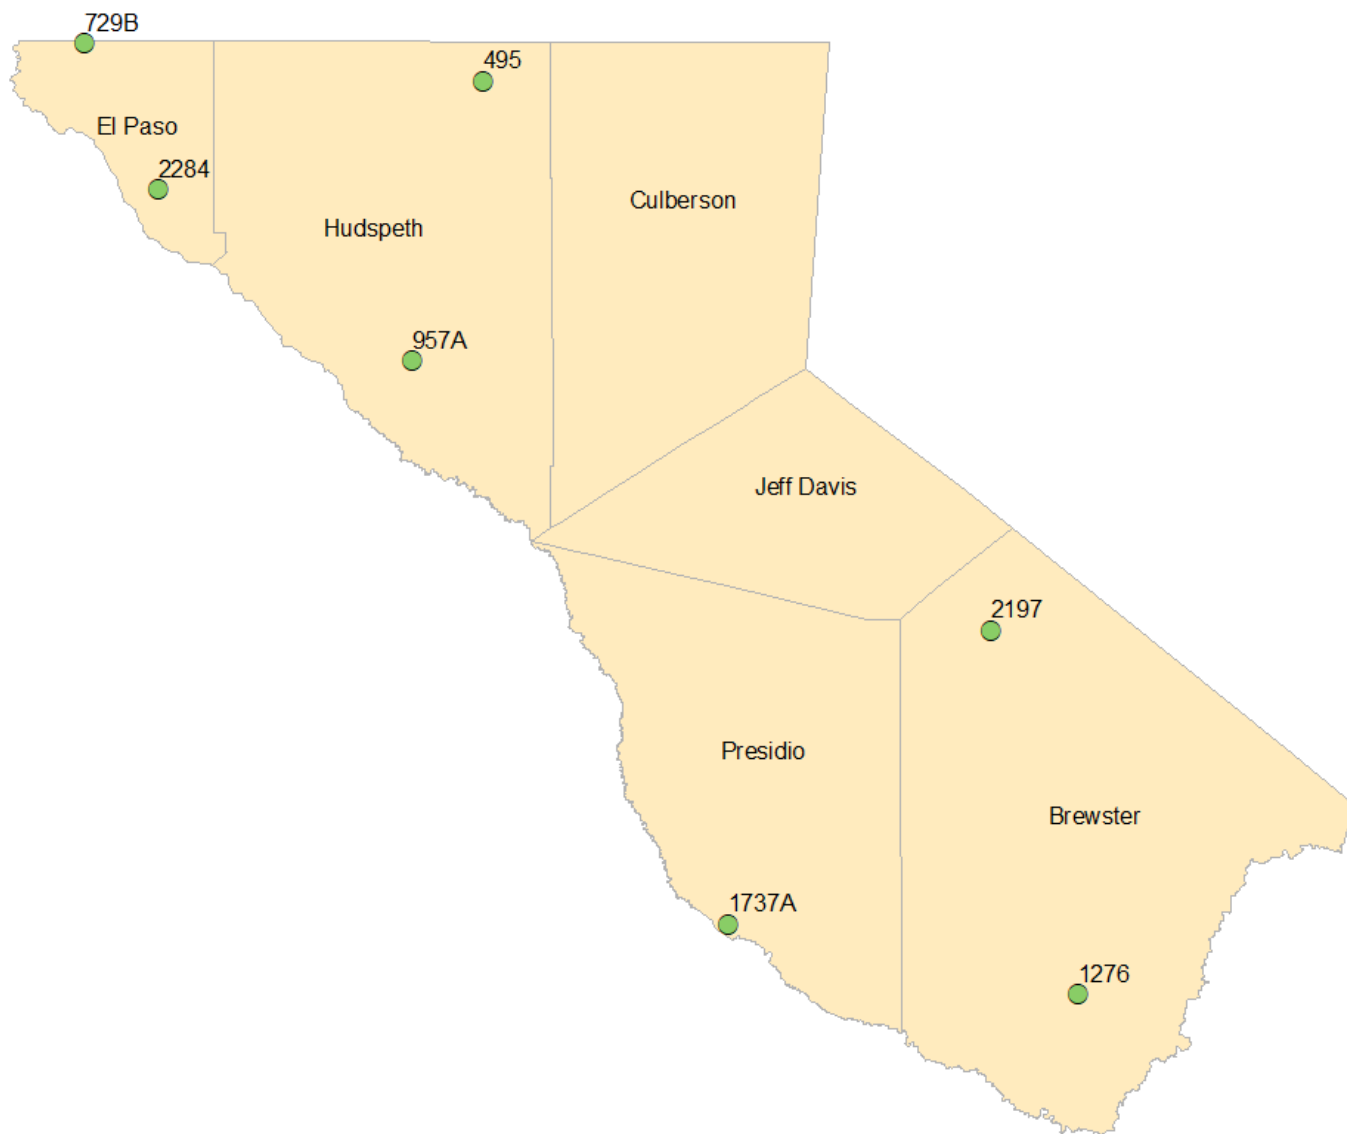 729B
495
El Paso
2284
Culberson
Hudspeth
957A
Jeff Davis
2197
Presidio
Brewster
1737A
1276